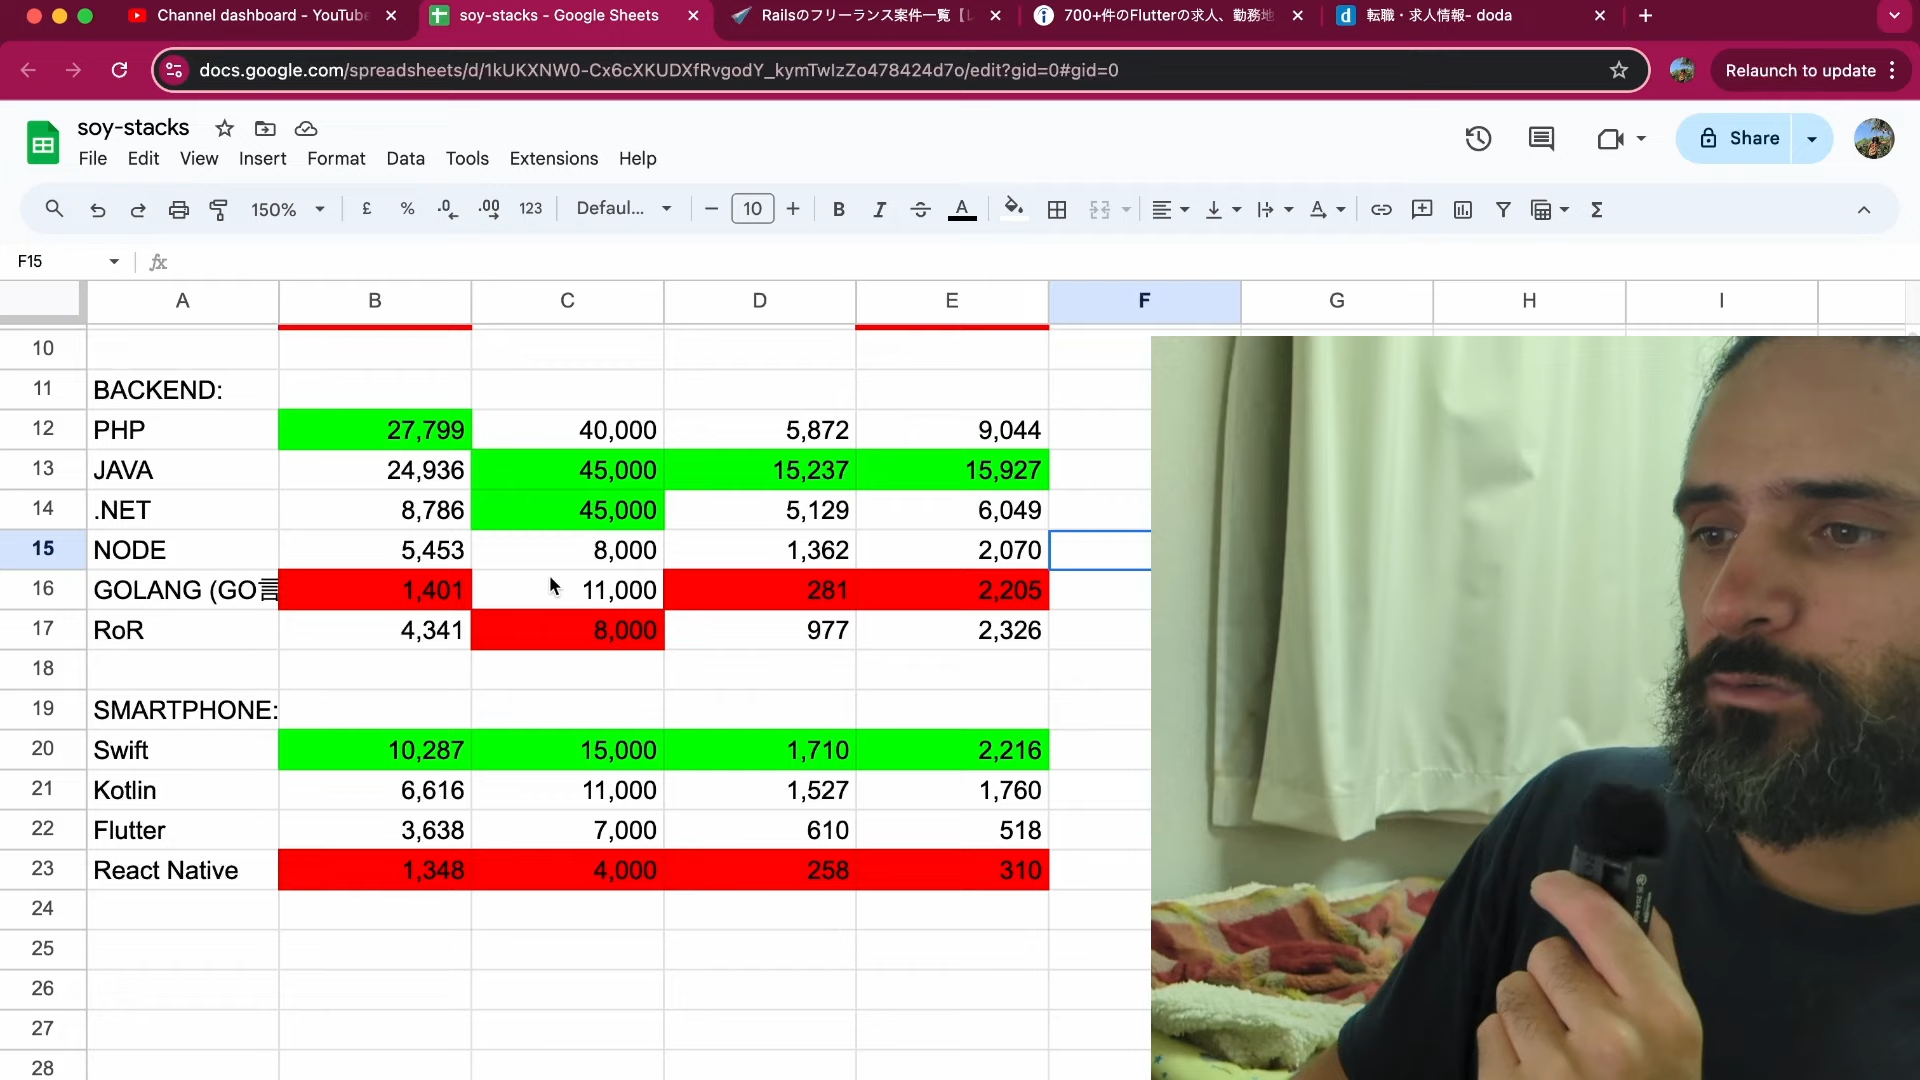 Channel dashboard - YouTube
soy-stacks - Google Sheets
Railsのフリーランス案件一覧
700+件のFlutterの求人、勤務地
転職・求人情報- doda
docs.google.com/spreadsheets/d/1kUKXNW0-Cx6cXKUDXfRvgodY_kymTwIzZo478424d7o/edit?gid=0#gid=0
Relaunch to update
soy-stacks
File Edit View Insert Format Data Tools Extensions Help
Share
150% £ % .0 .00 123 Defaul... 10 B I S A Σ
F15 fx
A B C D E F G H I
10
11 BACKEND:
12 PHP 27,799 40,000 5,872 9,044
13 JAVA 24,936 45,000 15,237 15,927
14 .NET 8,786 45,000 5,129 6,049
15 NODE 5,453 8,000 1,362 2,070
16 GOLANG (GO言 1,401 11,000 281 2,205
17 RoR 4,341 8,000 977 2,326
18
19 SMARTPHONE:
20 Swift 10,287 15,000 1,710 2,216
21 Kotlin 6,616 11,000 1,527 1,760
22 Flutter 3,638 7,000 610 518
23 React Native 1,348 4,000 258 310
24
25
26
27
28